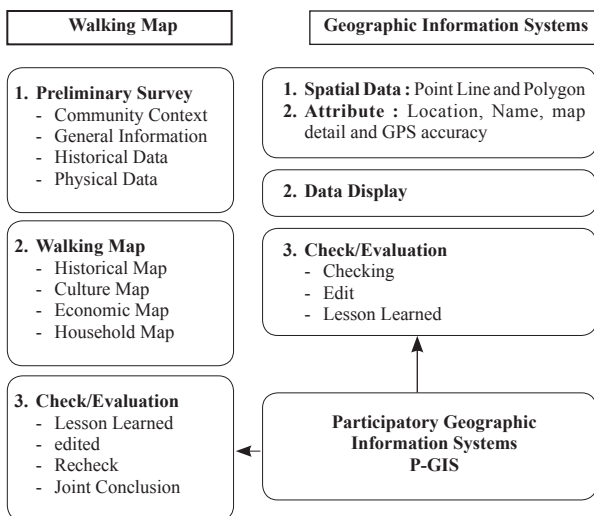 Walking Map
1. Preliminary Survey
- Community Context
- General Information
- Historical Data
- Physical Data
2. Walking Map
- Historical Map
- Culture Map
- Economic Map
- Household Map
3. Check/Evaluation
- Lesson Learned
- edited
- Recheck
- Joint Conclusion
Geographic Information Systems
1. Spatial Data : Point Line and Polygon
2. Attribute : Location, Name, map
detail and GPS accuracy
2. Data Display
3. Check/Evaluation
- Checking
- Edit
- Lesson Learned
Participatory Geographic
Information Systems
P-GIS